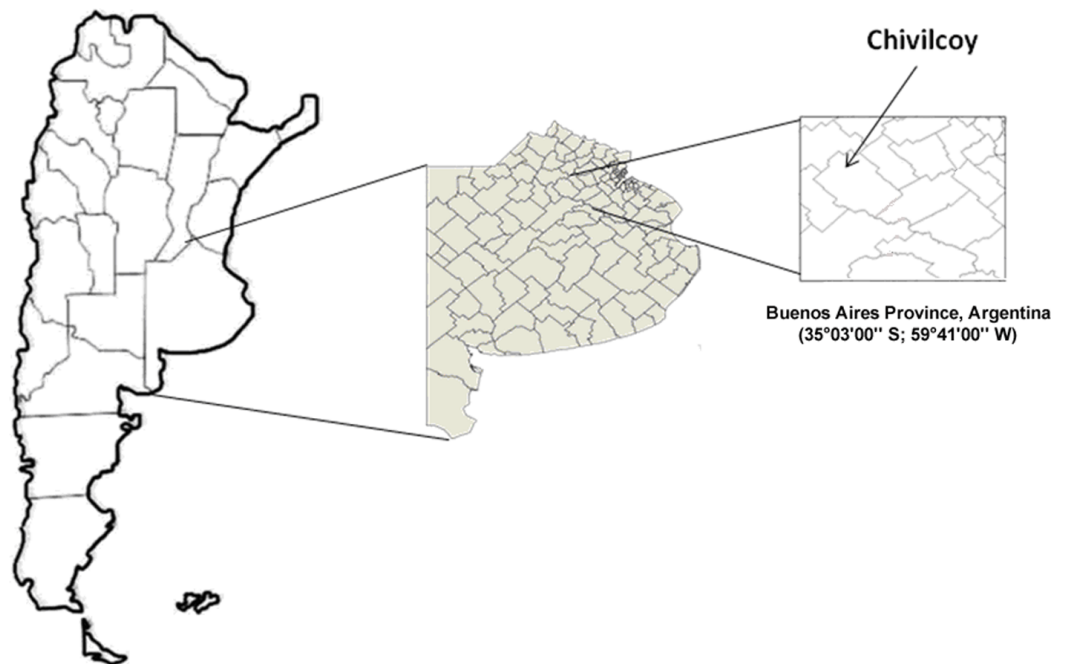 Chivilcoy
Buenos Aires Province, Argentina
(35°03'00'' S; 59°41'00'' W)